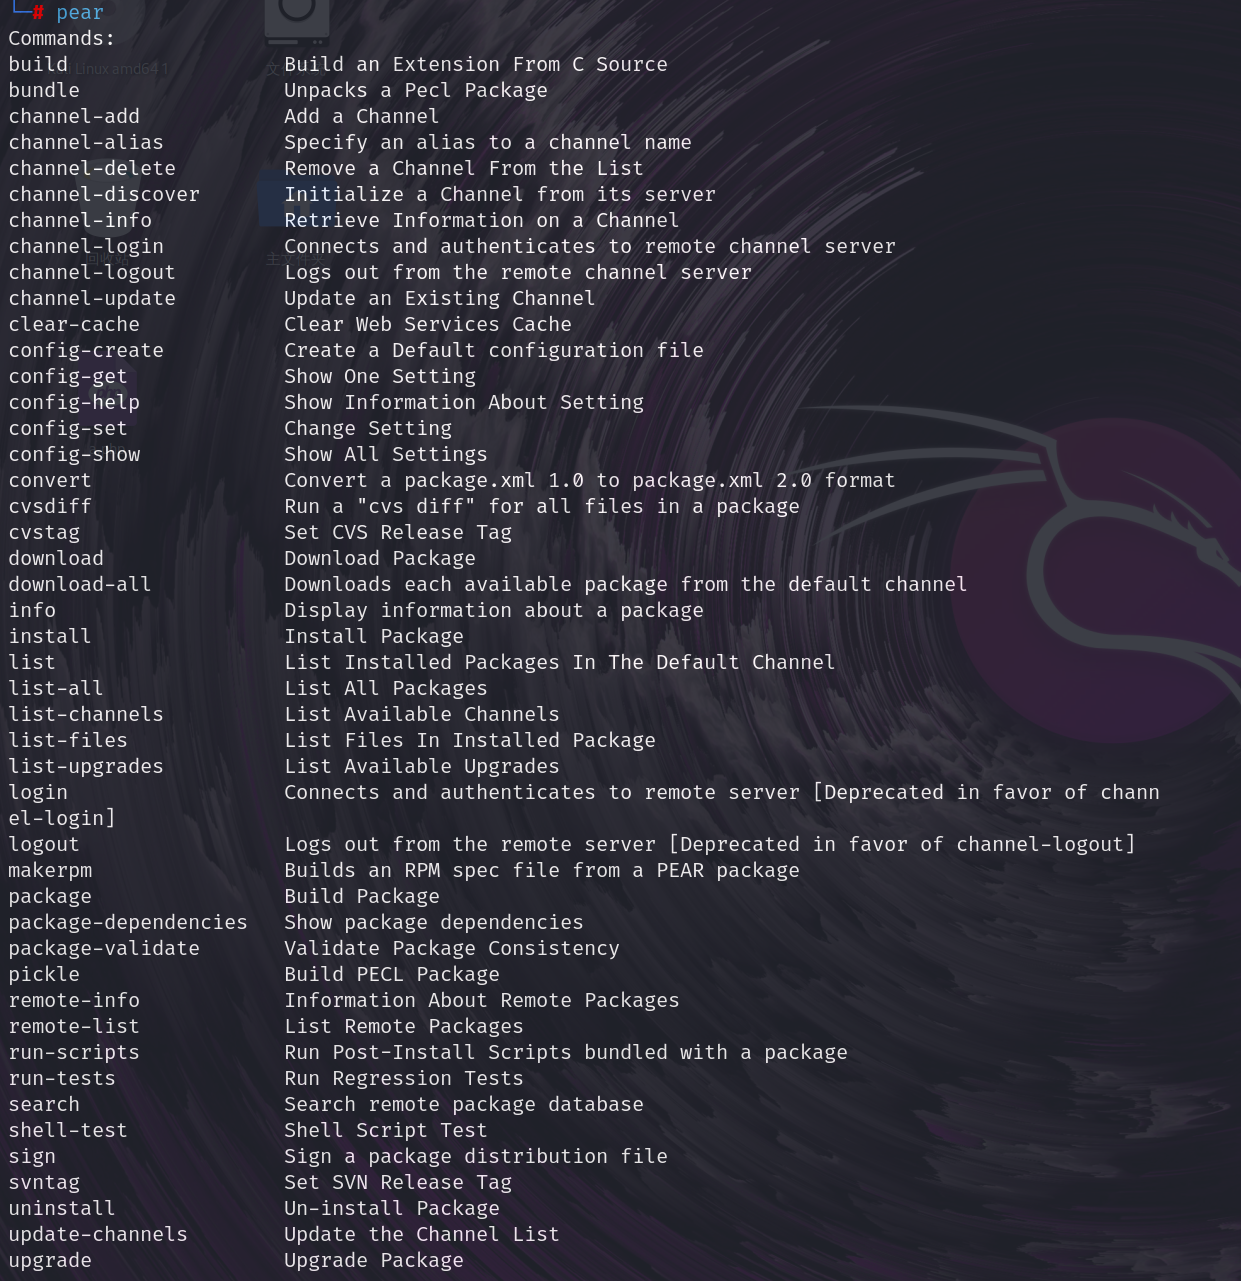 └─# pear
Commands:
build                  Build an Extension From C Source
bundle                 Unpacks a Pecl Package
channel-add            Add a Channel
channel-alias          Specify an alias to a channel name
channel-delete         Remove a Channel From the List
channel-discover       Initialize a Channel from its server
channel-info           Retrieve Information on a Channel
channel-login          Connects and authenticates to remote channel server
channel-logout         Logs out from the remote channel server
channel-update         Update an Existing Channel
clear-cache            Clear Web Services Cache
config-create          Create a Default configuration file
config-get             Show One Setting
config-help            Show Information About Setting
config-set             Change Setting
config-show            Show All Settings
convert                Convert a package.xml 1.0 to package.xml 2.0 format
cvsdiff                Run a "cvs diff" for all files in a package
cvstag                 Set CVS Release Tag
download               Download Package
download-all           Downloads each available package from the default channel
info                   Display information about a package
install                Install Package
list                   List Installed Packages In The Default Channel
list-all               List All Packages
list-channels          List Available Channels
list-files             List Files In Installed Package
list-upgrades          List Available Upgrades
login                  Connects and authenticates to remote server [Deprecated in favor of chann
el-login]
logout                 Logs out from the remote server [Deprecated in favor of channel-logout]
makerpm                Builds an RPM spec file from a PEAR package
package                Build Package
package-dependencies   Show package dependencies
package-validate       Validate Package Consistency
pickle                 Build PECL Package
remote-info            Information About Remote Packages
remote-list            List Remote Packages
run-scripts            Run Post-Install Scripts bundled with a package
run-tests              Run Regression Tests
search                 Search remote package database
shell-test             Shell Script Test
sign                   Sign a package distribution file
svntag                 Set SVN Release Tag
uninstall              Un-install Package
update-channels        Update the Channel List
upgrade                Upgrade Package
Linux amd64 1
回收站
主文件夹